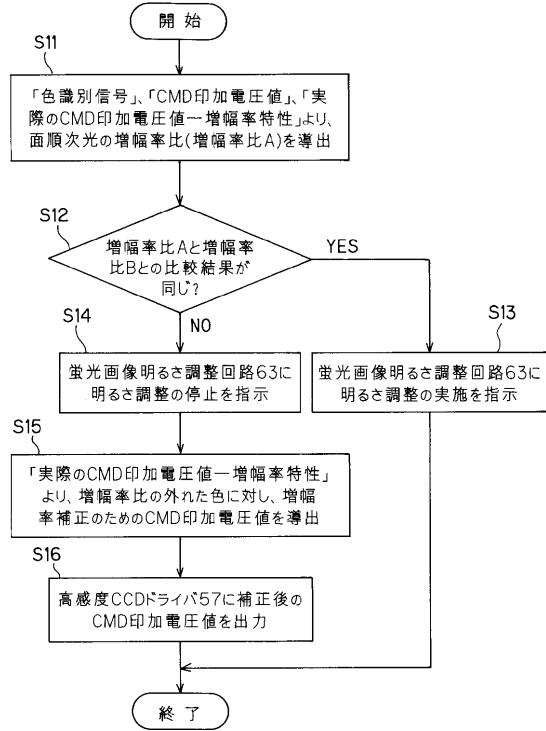 開始
S11
「色識別信号」、「CMD印加電圧値」、「実
際のCMD印加電圧値ー増幅率特性」より、
面順次光の増幅率比(増幅率比A)を導出
S12
増幅率比Aと増幅率
比Bとの比較結果が
同じ?
YES
NO
S14
蛍光画像明るさ調整回路63に
明るさ調整の停止を指示
S13
蛍光画像明るさ調整回路63に
明るさ調整の実施を指示
S15
「実際のCMD印加電圧値ー増幅率特性」
より、増幅率比の外れた色に対し、増幅
率補正のためのCMD印加電圧値を導出
S16
高感度CCDドライバ57に補正後の
CMD印加電圧値を出力
終了